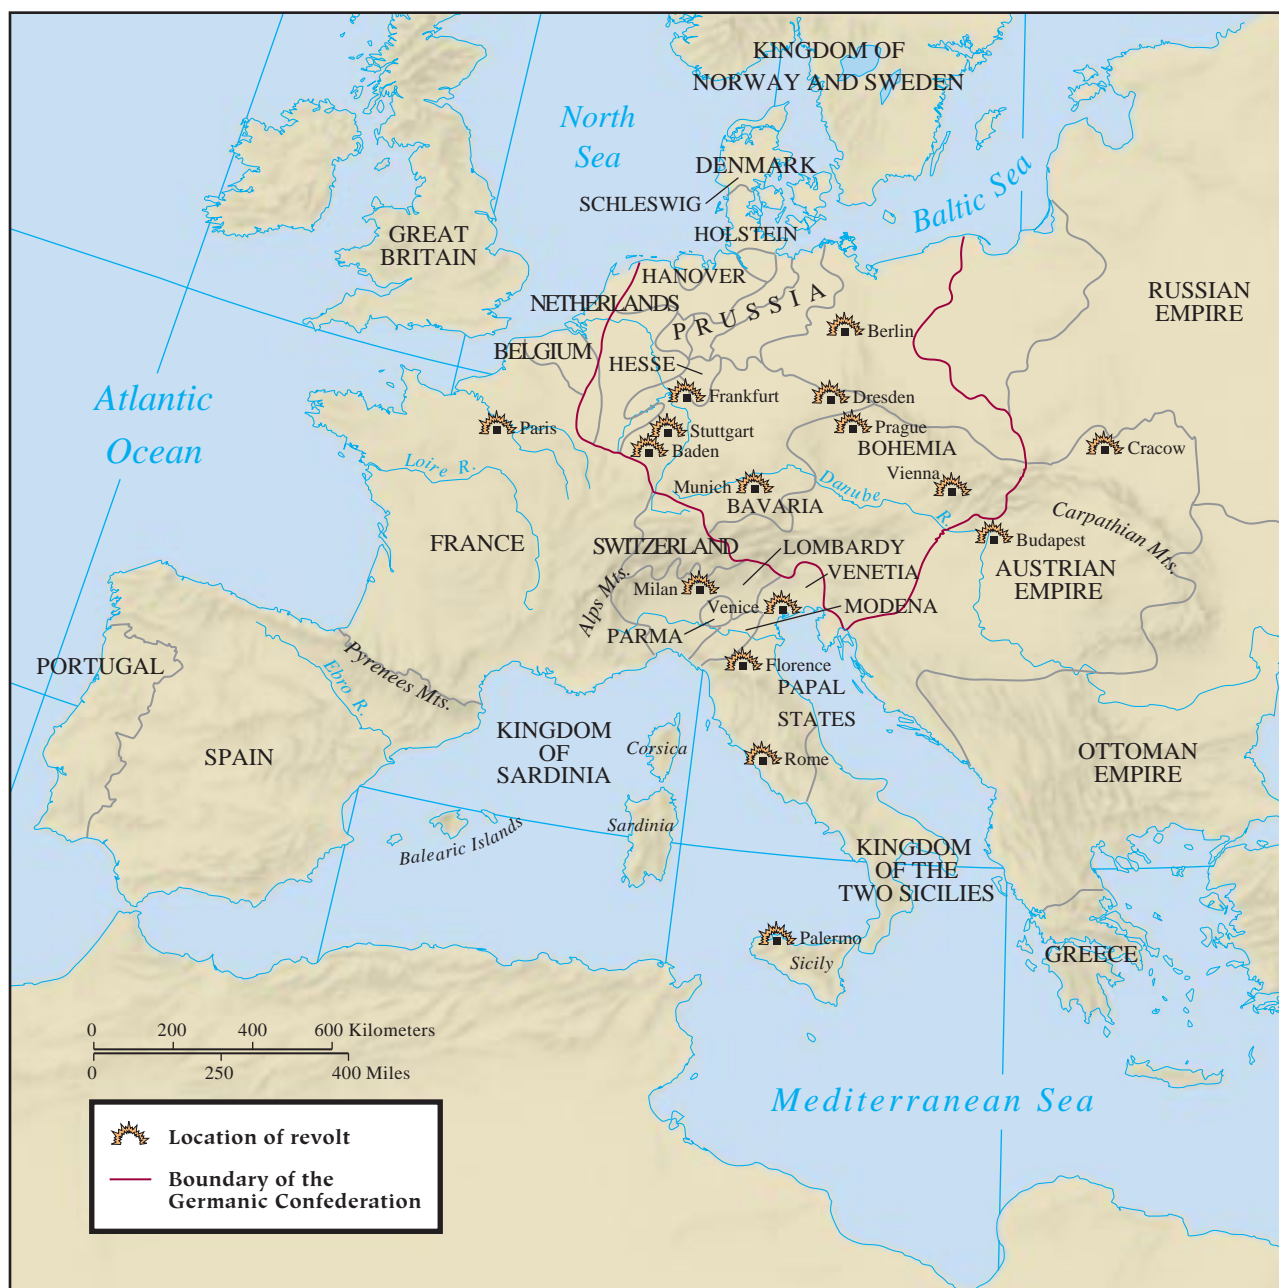 KINGDOM OF
NORWAY AND SWEDEN
North
Sea
DENMARK
SCHLESWIG
Baltic Sea
HOLSTEIN
GREAT
BRITAIN
HANOVER
NETHERLANDS
PRUSSIA
RUSSIAN
EMPIRE
Berlin
BELGIUM
HESSE
Atlantic
Ocean
Frankfurt
Dresden
Paris
Stuttgart
Prague
Baden
BOHEMIA
Cracow
Loire R.
Munich
Danube
R.
Vienna
BAVARIA
Carpathian Mts.
FRANCE
SWITZERLAND
LOMBARDY
Budapest
VENETIA
AUSTRIAN
EMPIRE
Alps Mts.
Milan
Venice
MODENA
PARMA
PORTUGAL
Ebro R.
Pyrenees Mts.
Florence
PAPAL
STATES
KINGDOM
OF
SARDINIA
Corsica
SPAIN
Rome
OTTOMAN
EMPIRE
Sardinia
Balearic Islands
KINGDOM
OF THE
TWO SICILIES
Palermo
Sicily
GREECE
0 200 400 600 Kilometers
0 250 400 Miles
Mediterranean Sea
Location of revolt
Boundary of the
Germanic Confederation